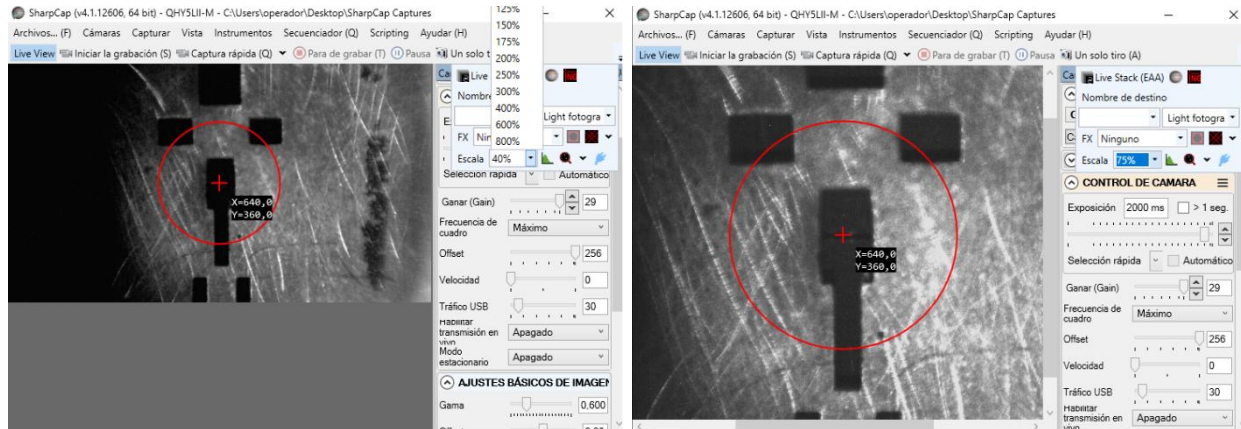 SharpCap (v4.1.12606, 64 bit) - QHY5LII-M - C:\Users\operador\Desktop\SharpCap Captures
Archivos... (F) Cámaras Capturar Vista Instrumentos Secuenciador (Q) Scripting Ayudar (H)
Live View Iniciar la grabación (S) Captura rápida (Q) Para de grabar (T) Pausa Un solo
125%
150%
175%
200%
250%
300%
400%
600%
800%
Live
Nombre
Light fotogra
FX
Escala 40%
Selección rápida Automático
Ganar (Gain) 29
Frecuencia de cuadro Máximo
Offset 256
Velocidad 0
Tráfico USB 30
Habilitar transmisión en vivo Apagado
Modo estacionario Apagado
AJUSTES BÁSICOS DE IMAGEN
Gama 0,600
X=640,0
Y=360,0
SharpCap (v4.1.12606, 64 bit) - QHY5LII-M - C:\Users\operador\Desktop\SharpCap Captures
Archivos... (F) Cámaras Capturar Vista Instrumentos Secuenciador (Q) Scripting Ayudar (H)
Live View Iniciar la grabación (S) Captura rápida (Q) Para de grabar (T) Pausa Un solo tiro (A)
Live Stack (EAA)
Nombre de destino
Light fotogra
FX Ninguno
Escala 75%
CONTROL DE CAMARA
Exposición 2000 ms > 1 seg.
Selección rápida Automático
Ganar (Gain) 29
Frecuencia de cuadro Máximo
Offset 256
Velocidad 0
Tráfico USB 30
Habilitar transmisión en vivo Apagado
X=640,0
Y=360,0